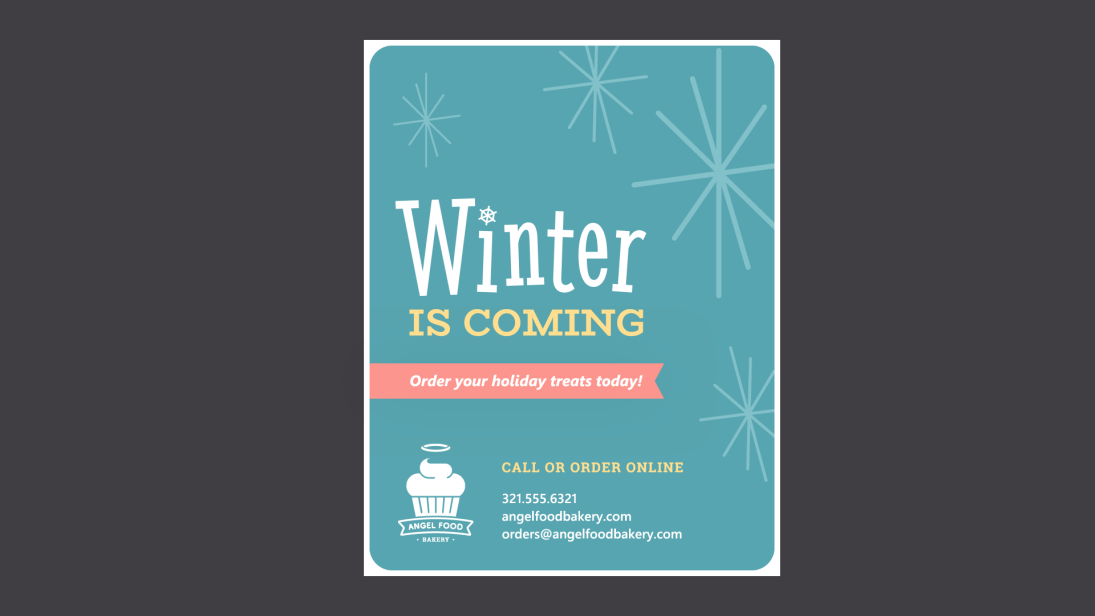 Winter
IS COMING
Order your holiday treats today!
CALL OR ORDER ONLINE
321.555.6321
angelfoodbakery.com
orders@angelfoodbakery.com
ANGEL FOOD
· BAKERY ·